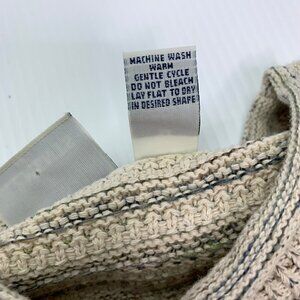 MACHINE WASH
WARM
GENTLE CYCLE
DO NOT BLEACH
LAY FLAT TO DRY
IN DESIRED SHAPE